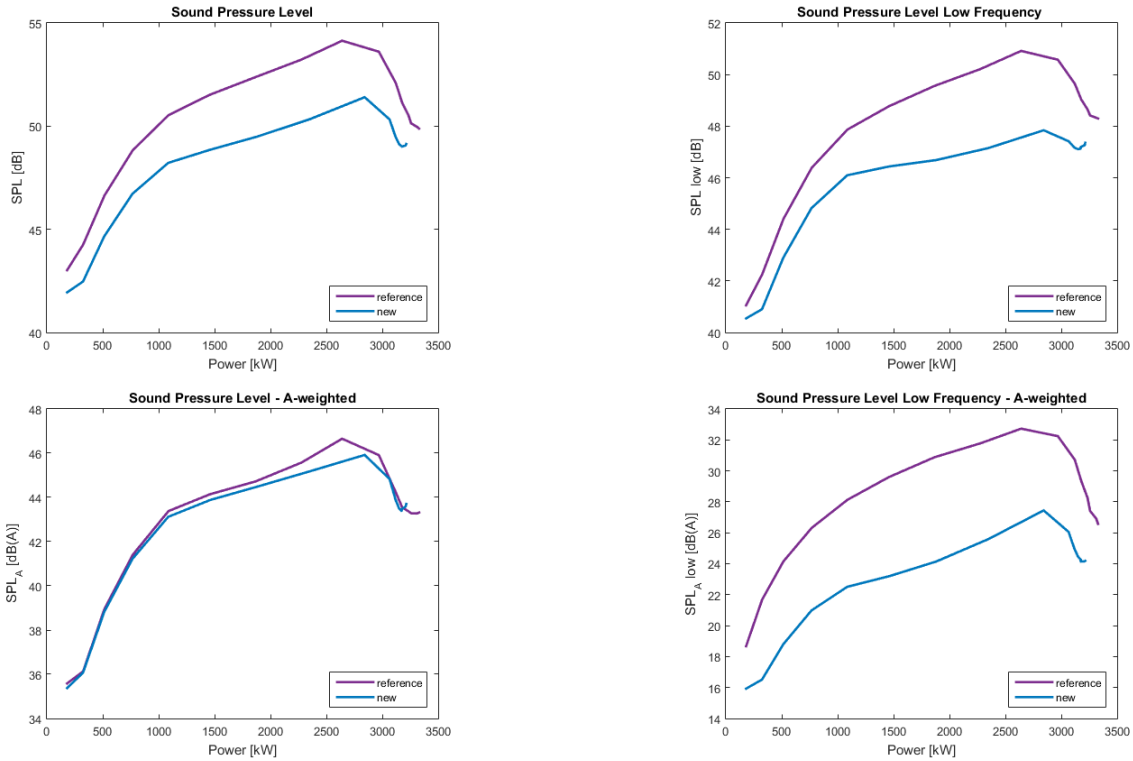 Sound Pressure Level
55
50
45
40
SPL [dB]
0 500 1000 1500 2000 2500 3000 3500
Power [kW]
reference
new
Sound Pressure Level Low Frequency
52
50
48
46
44
42
40
SPL low [dB]
0 500 1000 1500 2000 2500 3000 3500
Power [kW]
reference
new
Sound Pressure Level - A-weighted
48
46
44
42
40
38
36
34
SPL_A [dB(A)]
0 500 1000 1500 2000 2500 3000 3500
Power [kW]
reference
new
Sound Pressure Level Low Frequency - A-weighted
34
32
30
28
26
24
22
20
18
16
14
SPL_A low [dB(A)]
0 500 1000 1500 2000 2500 3000 3500
Power [kW]
reference
new